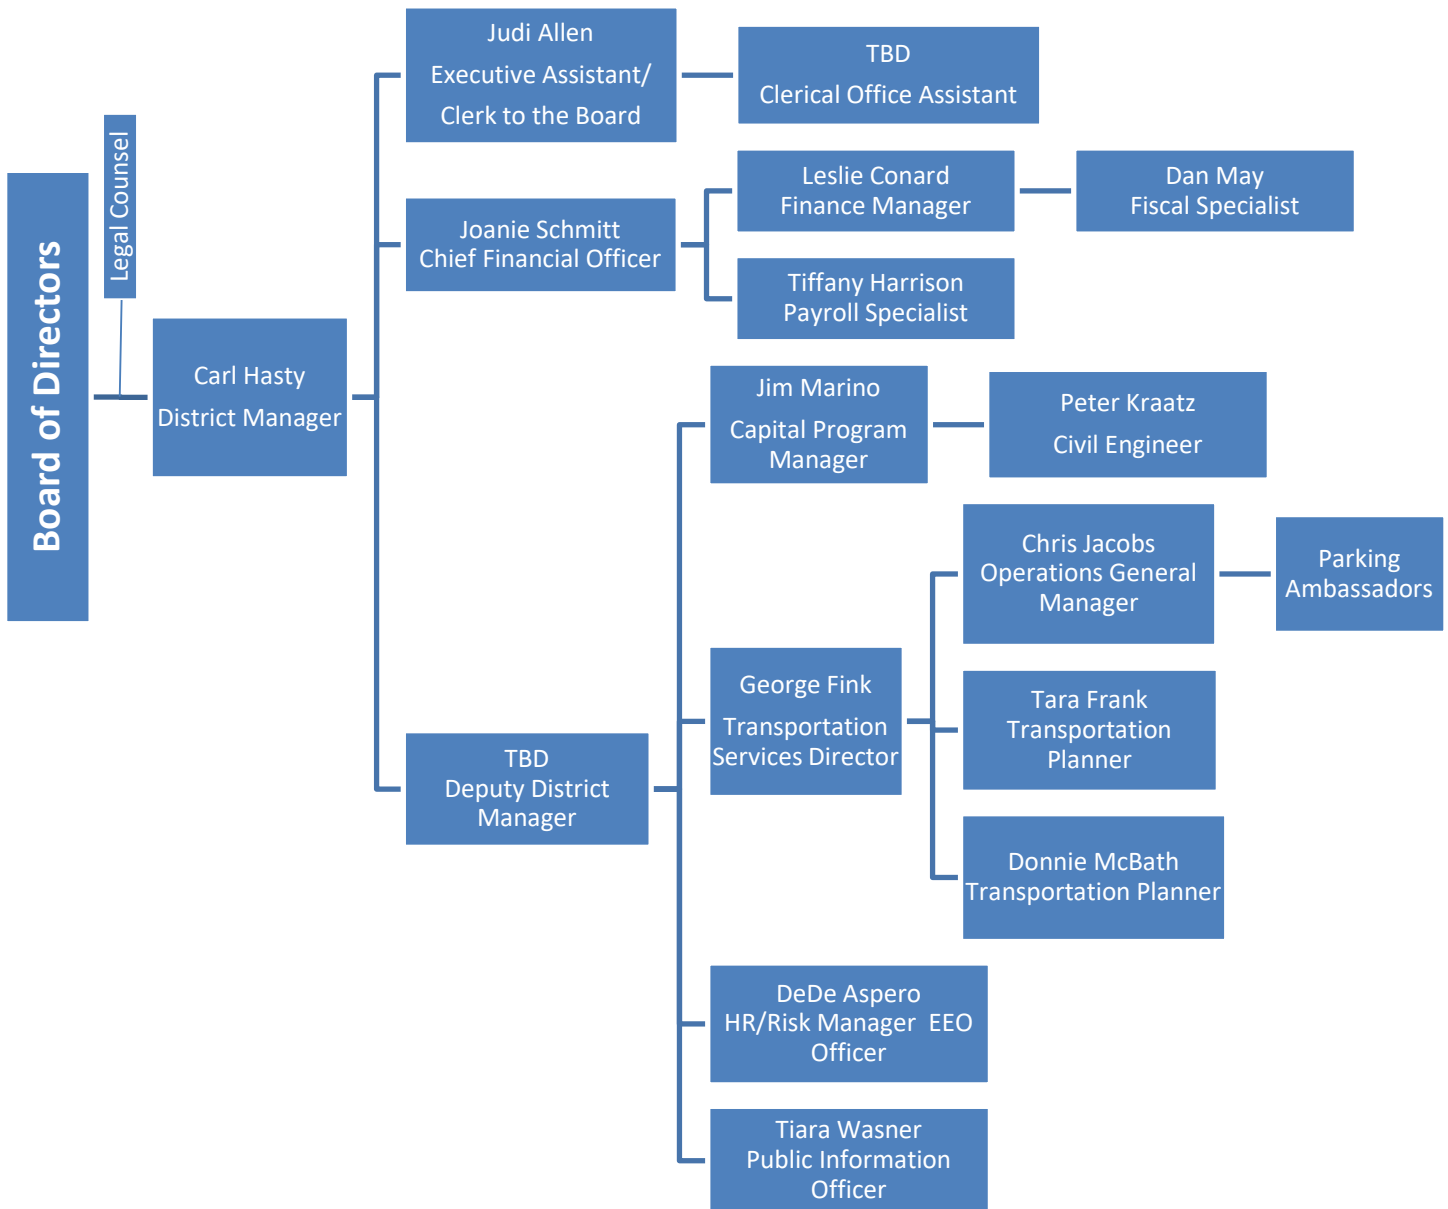 Board of Directors
Legal Counsel
Carl Hasty
District Manager
Judi Allen
Executive Assistant/
Clerk to the Board
TBD
Clerical Office Assistant
Joanie Schmitt
Chief Financial Officer
Leslie Conard
Finance Manager
Dan May
Fiscal Specialist
Tiffany Harrison
Payroll Specialist
TBD
Deputy District
Manager
Jim Marino
Capital Program
Manager
Peter Kraatz
Civil Engineer
George Fink
Transportation
Services Director
Chris Jacobs
Operations General
Manager
Parking
Ambassadors
Tara Frank
Transportation
Planner
Donnie McBath
Transportation Planner
DeDe Aspero
HR/Risk Manager  EEO
Officer
Tiara Wasner
Public Information
Officer